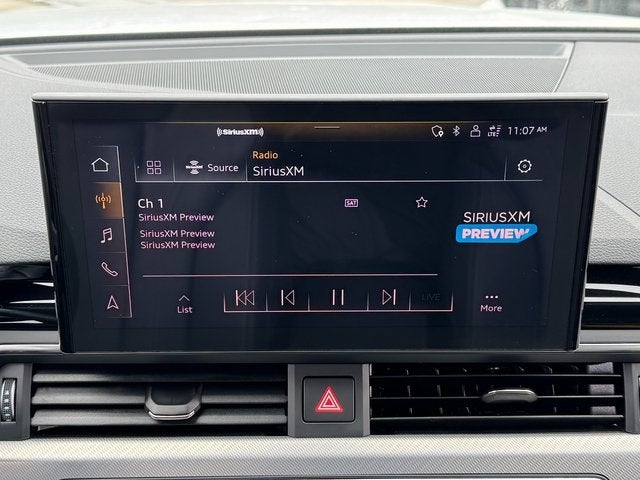 ((SiriusXM))
LTE 11:07 AM
Radio
Source SiriusXM
Ch 1 SAT
SiriusXM Preview
SiriusXM Preview
SiriusXM Preview
SIRIUSXM
PREVIEW
LIVE
List More